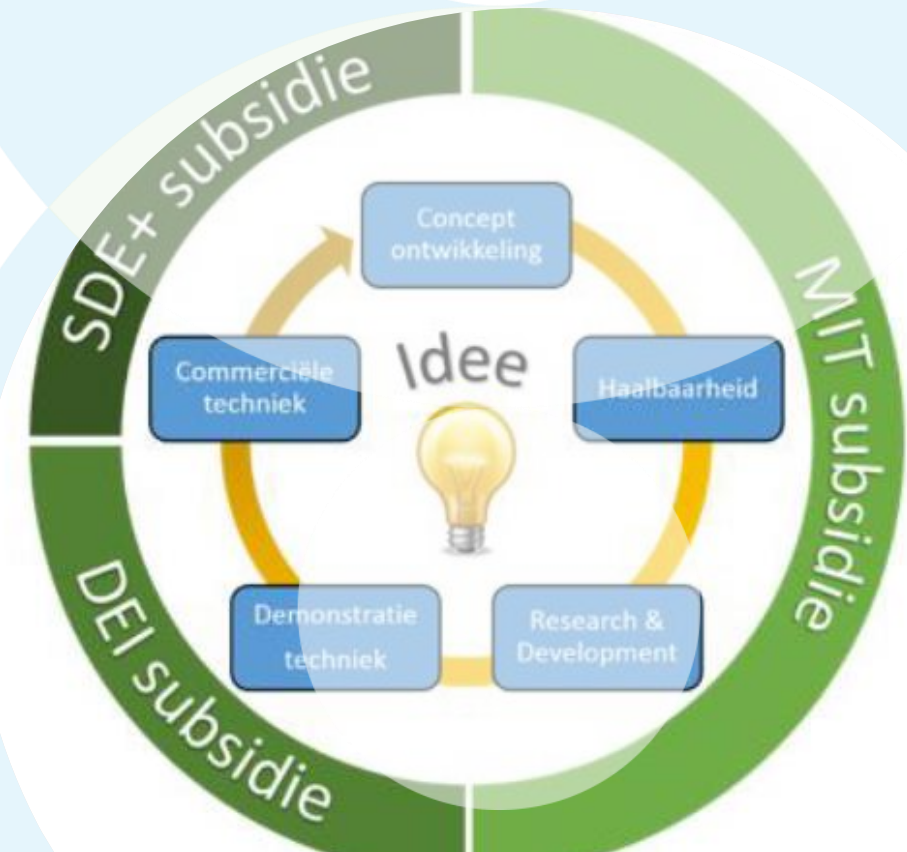 SDE+ subsidie
MIT subsidie
DEI subsidie
Concept
ontwikkeling
Idee
Commerciële
techniek
Haalbaarheid
Demonstratie
techniek
Research &
Development